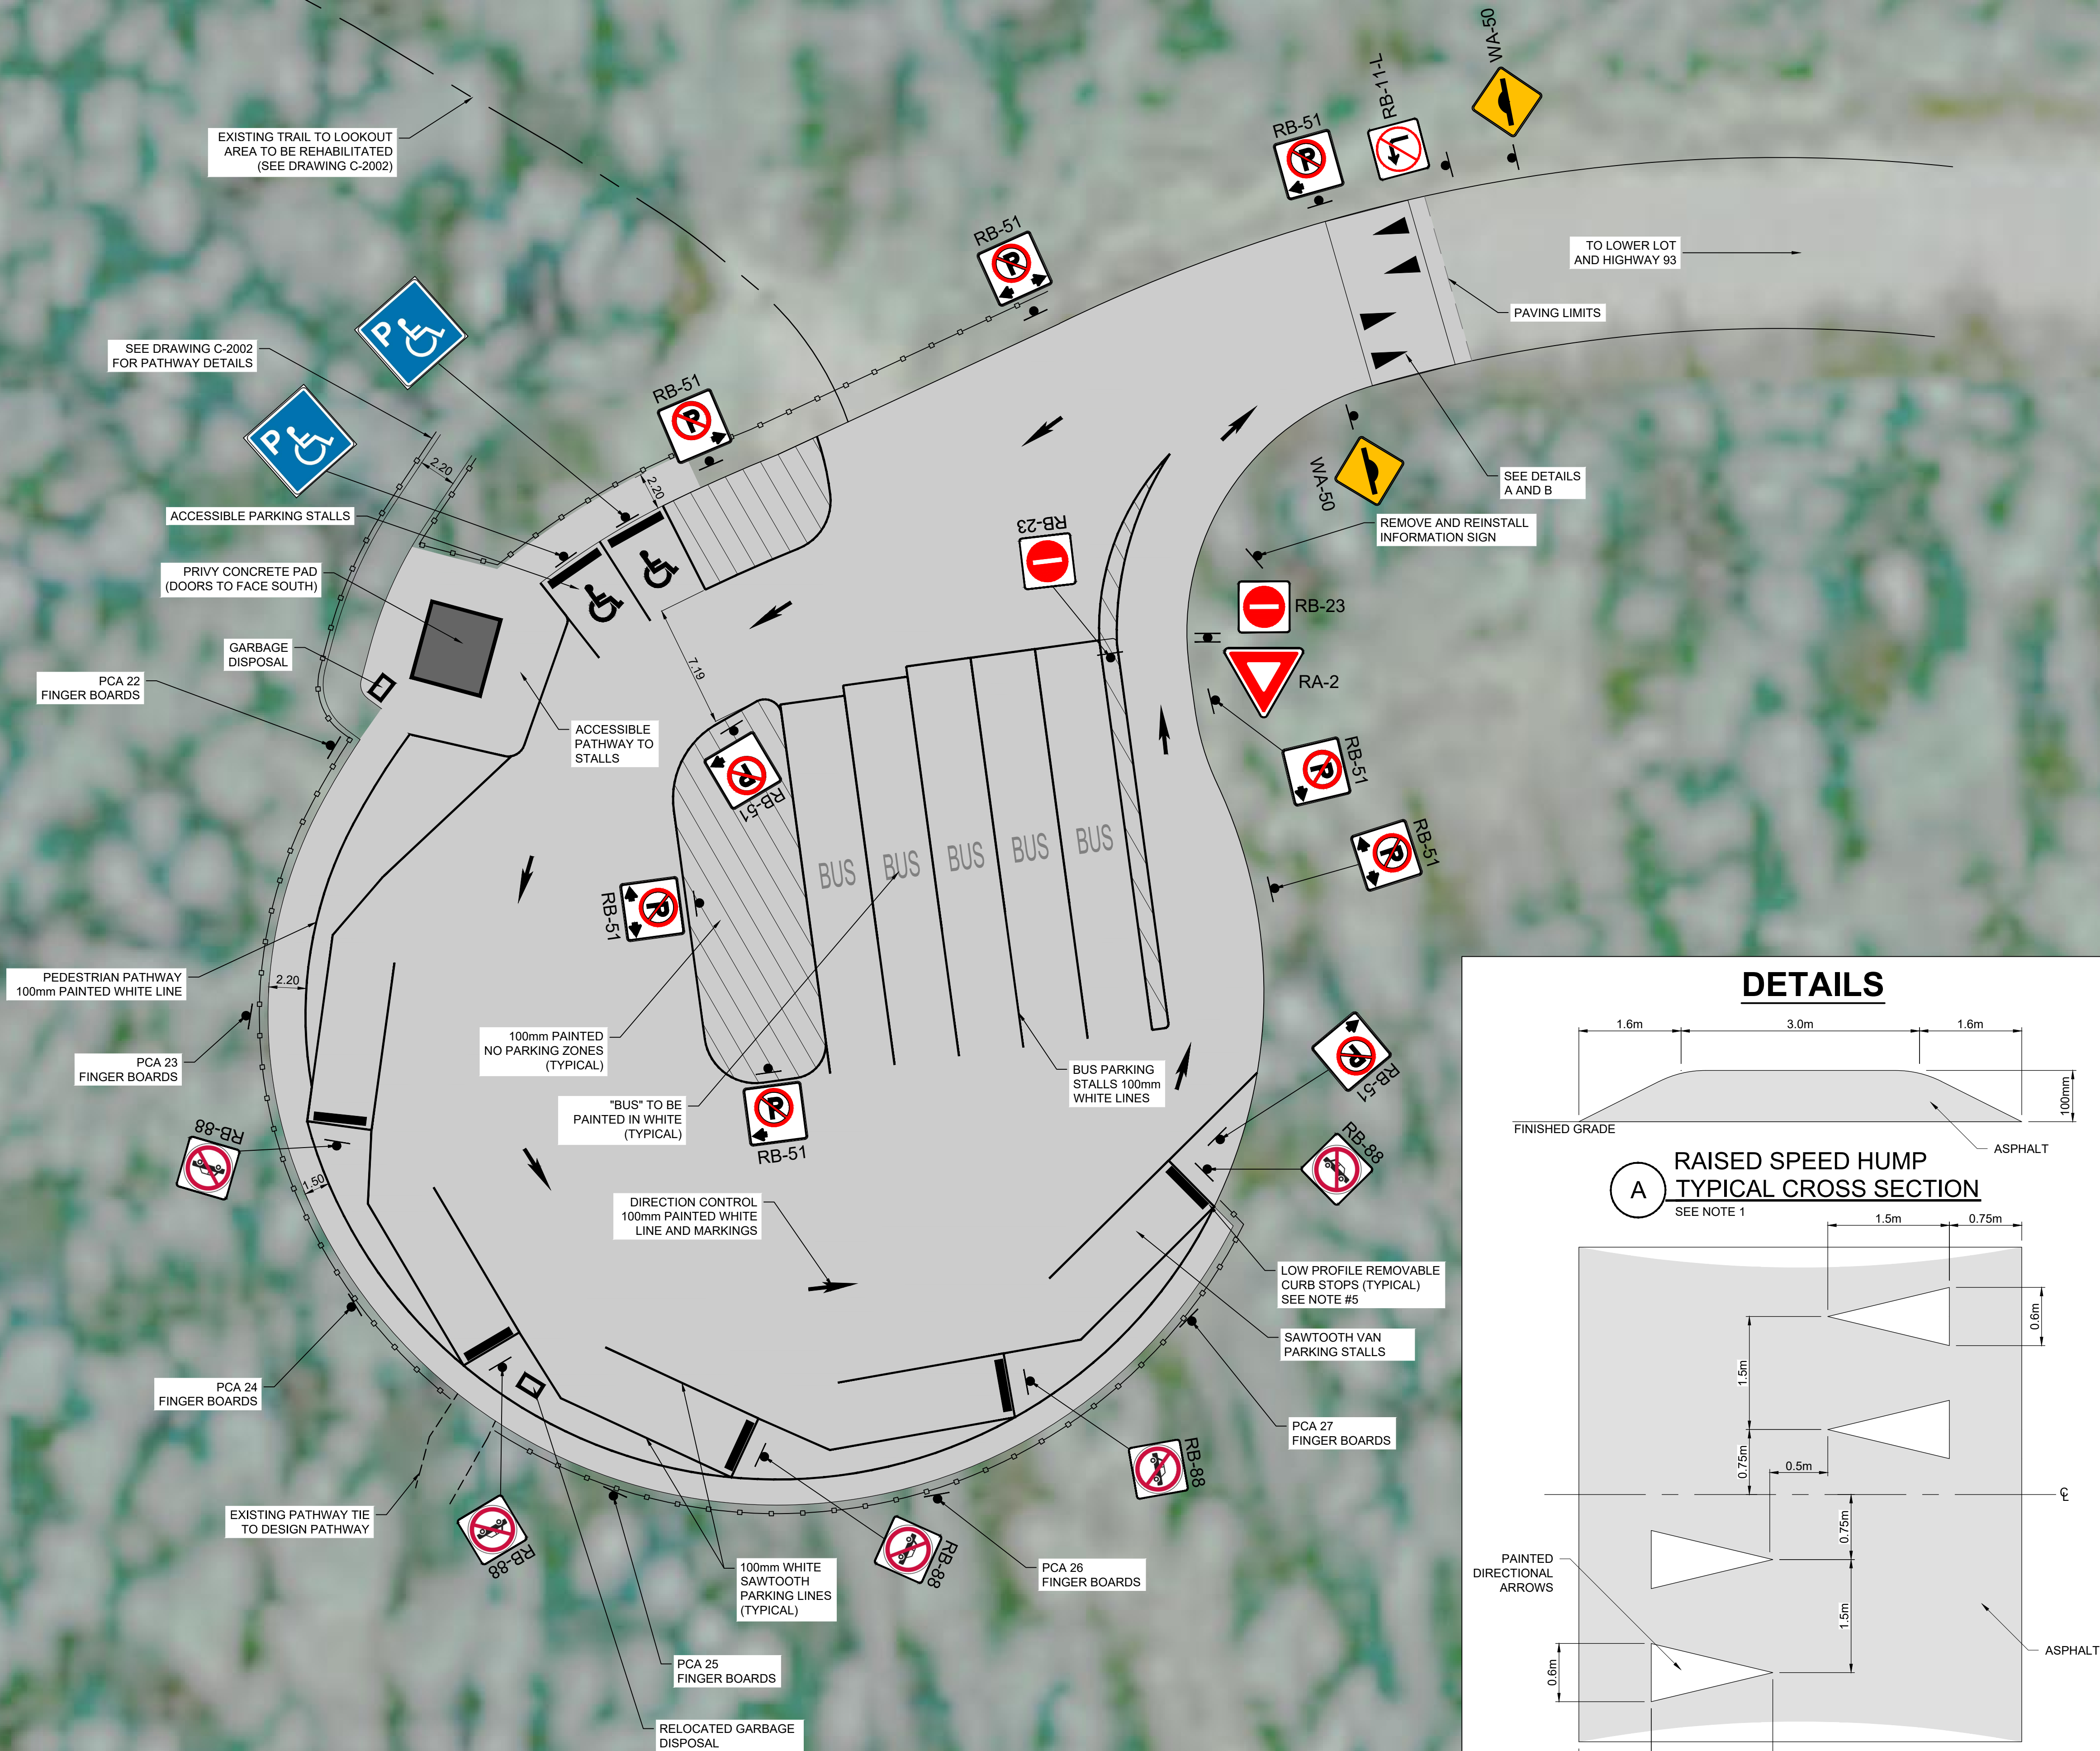 WA-50
RB-11-L
RB-51
EXISTING TRAIL TO LOOKOUT
AREA TO BE REHABILITATED
(SEE DRAWING C-2002)
RB-51
TO LOWER LOT
AND HIGHWAY 93
PAVING LIMITS
SEE DRAWING C-2002
FOR PATHWAY DETAILS
P
P
RB-51
2.20
2.20
SEE DETAILS
A AND B
WA-50
ACCESSIBLE PARKING STALLS
REMOVE AND REINSTALL
INFORMATION SIGN
RB-23
PRIVY CONCRETE PAD
(DOORS TO FACE SOUTH)
RB-23
GARBAGE
DISPOSAL
7.19
RA-2
PCA 22
FINGER BOARDS
ACCESSIBLE
PATHWAY TO
STALLS
RB-51
RB-51
RB-51
BUS
BUS
BUS
BUS
BUS
RB-51
PEDESTRIAN PATHWAY
100mm PAINTED WHITE LINE
2.20
100mm PAINTED
NO PARKING ZONES
(TYPICAL)
PCA 23
FINGER BOARDS
BUS PARKING
STALLS 100mm
WHITE LINES
RB-51
"BUS" TO BE
PAINTED IN WHITE
(TYPICAL)
RB-51
RB-88
RB-88
1.50
DIRECTION CONTROL
100mm PAINTED WHITE
LINE AND MARKINGS
LOW PROFILE REMOVABLE
CURB STOPS (TYPICAL)
SEE NOTE #5
SAWTOOTH VAN
PARKING STALLS
PCA 24
FINGER BOARDS
PCA 27
FINGER BOARDS
RB-88
EXISTING PATHWAY TIE
TO DESIGN PATHWAY
RB-88
RB-88
100mm WHITE
SAWTOOTH
PARKING LINES
(TYPICAL)
PCA 26
FINGER BOARDS
PCA 25
FINGER BOARDS
RELOCATED GARBAGE
DISPOSAL
DETAILS
1.6m
3.0m
1.6m
100mm
FINISHED GRADE
ASPHALT
A
RAISED SPEED HUMP
TYPICAL CROSS SECTION
SEE NOTE 1
1.5m
0.75m
0.6m
1.5m
0.75m
0.5m
℄
0.75m
PAINTED
DIRECTIONAL
ARROWS
1.5m
0.6m
ASPHALT